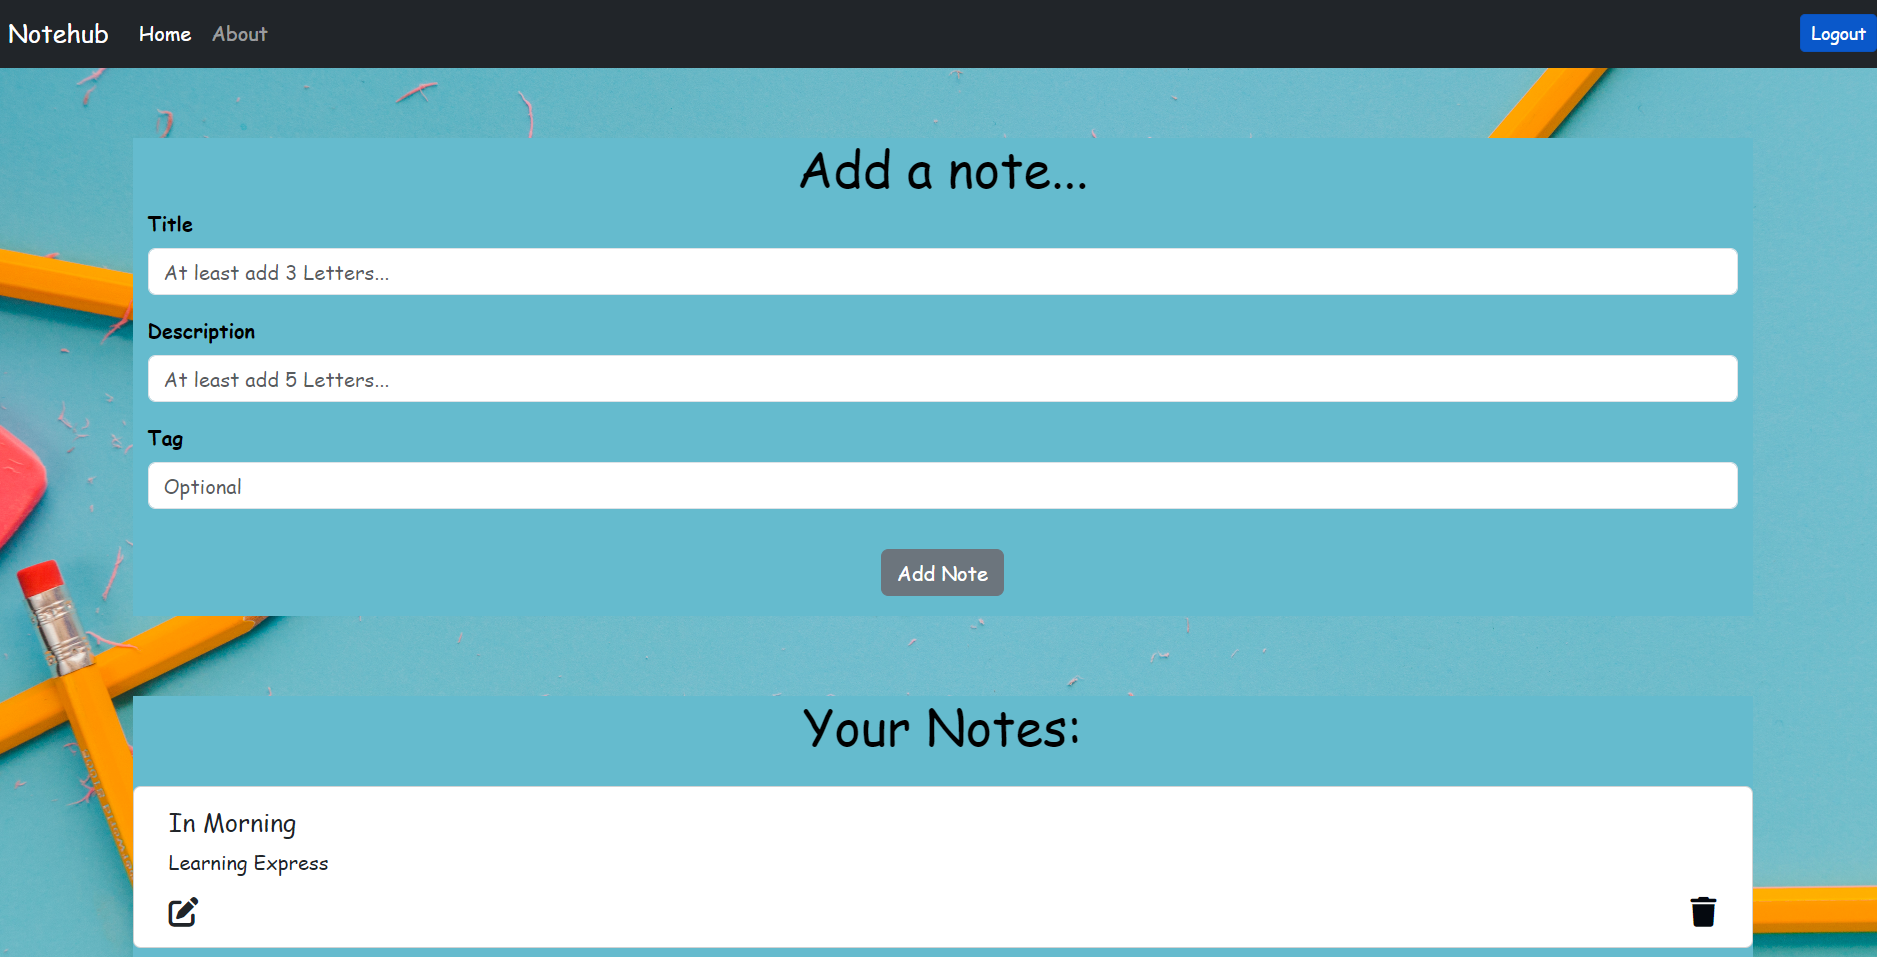 Notehub Home About Logout
Add a note...
Title
At least add 3 Letters...
Description
At least add 5 Letters...
Tag
Optional
Add Note
Your Notes:
In Morning
Learning Express